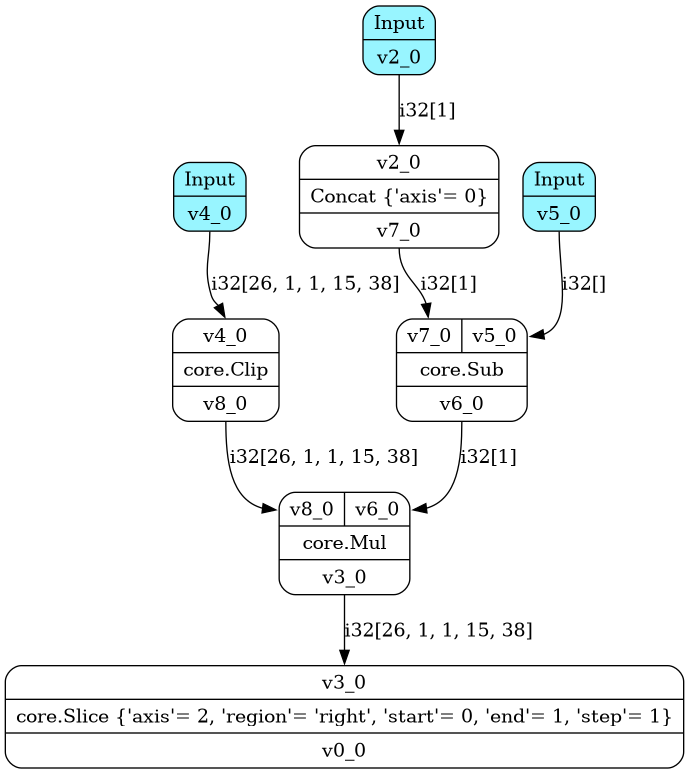 Input
v2_0
i32[1]
Input
v4_0
v2_0
Concat {'axis'= 0}
v7_0
Input
v5_0
i32[26, 1, 1, 15, 38]
i32[1]
i32[]
v4_0
core.Clip
v8_0
v7_0 v5_0
core.Sub
v6_0
i32[26, 1, 1, 15, 38]
i32[1]
v8_0 v6_0
core.Mul
v3_0
i32[26, 1, 1, 15, 38]
v3_0
core.Slice {'axis'= 2, 'region'= 'right', 'start'= 0, 'end'= 1, 'step'= 1}
v0_0